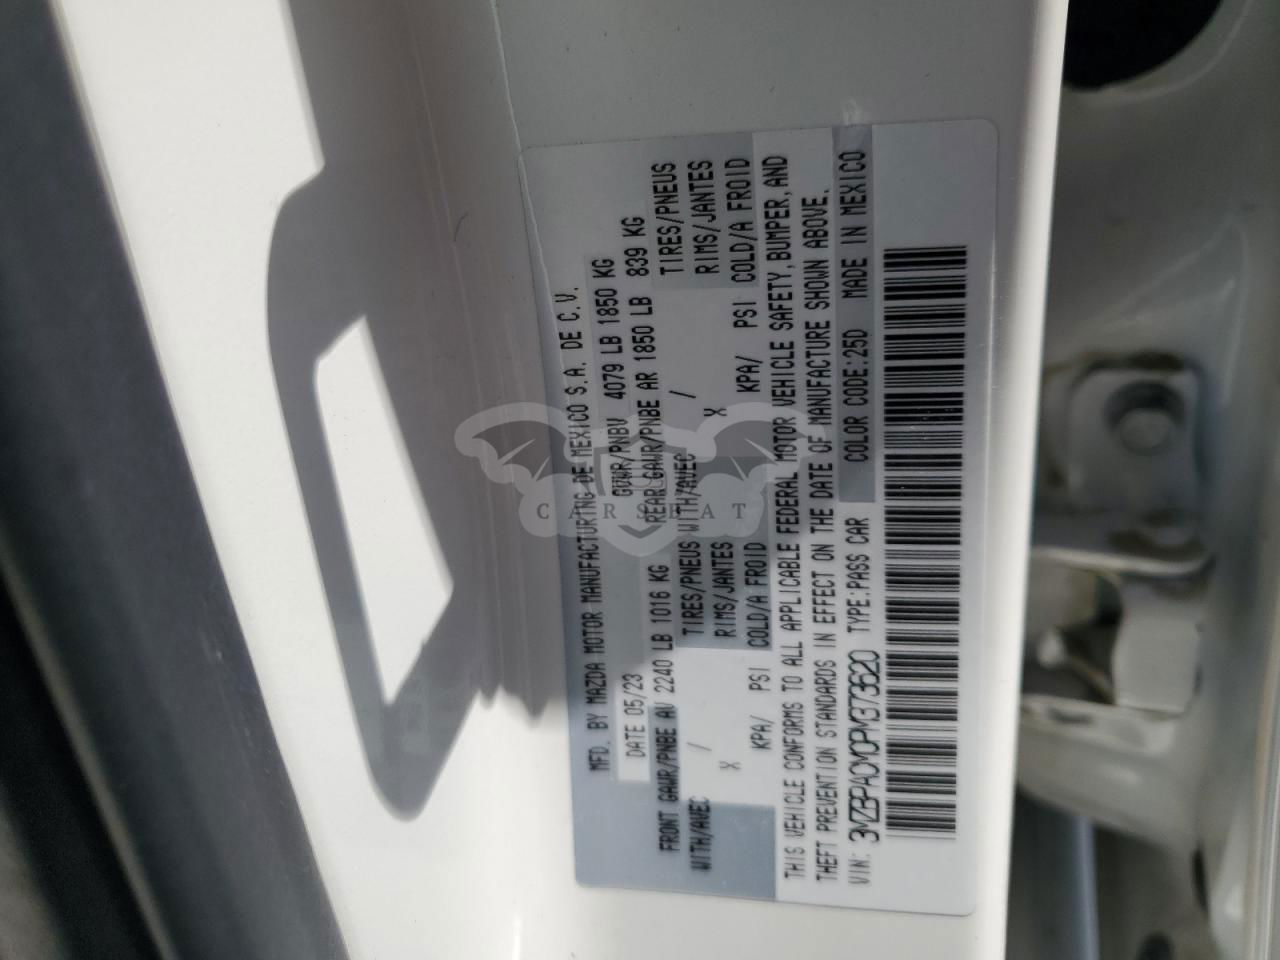 MFD. BY MAZDA MOTOR MANUFACTURING DE MEXICO S.A. DE C.V.
DATE 05/23 GVWR/PNBV 4079 LB 1850 KG
FRONT GAWR/PNBE AV 2240 LB 1016 KG REAR GAWR/PNBE AR 1850 LB 839 KG
WITH/AVEC / TIRES/PNEUS WITH/AVEC / TIRES/PNEUS
X RIMS/JANTES X RIMS/JANTES
KPA/ PSI COLD/A FROID KPA/ PSI COLD/A FROID
THIS VEHICLE CONFORMS TO ALL APPLICABLE FEDERAL MOTOR VEHICLE SAFETY, BUMPER, AND
THEFT PREVENTION STANDARDS IN EFFECT ON THE DATE OF MANUFACTURE SHOWN ABOVE.
VIN: 3MZBPACM0PM373620 TYPE:PASS CAR COLOR CODE:25D MADE IN MEXICO
CARSBAT